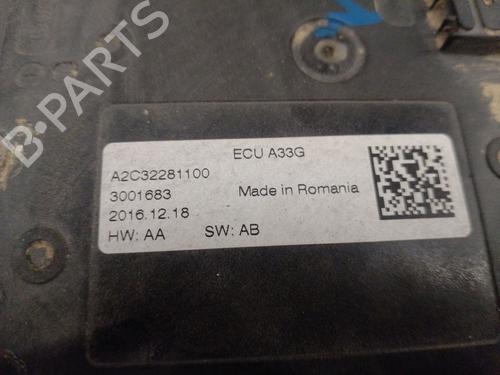 B-PARTS
ECU A33G
A2C32281100
3001683
Made in Romania
2016.12.18
HW: AA SW: AB